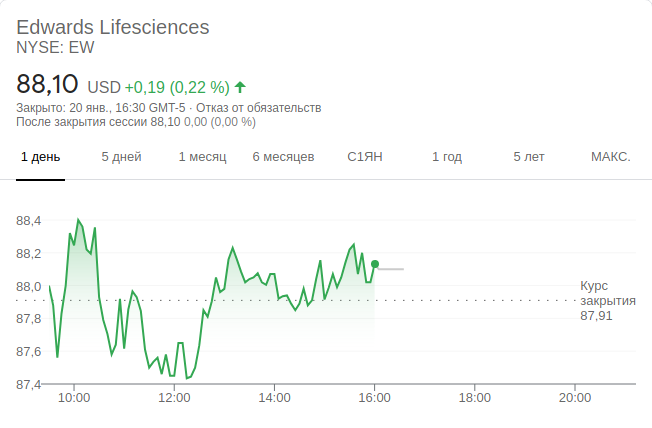 Edwards Lifesciences
NYSE: EW
88,10 USD +0,19 (0,22 %)
Закрыто: 20 янв., 16:30 GMT-5 · Отказ от обязательств
После закрытия сессии 88,10 0,00 (0,00 %)
1 день 5 дней 1 месяц 6 месяцев С1ЯН 1 год 5 лет МАКС.
88,4
88,2
88,0
87,8
87,6
87,4
Курс
закрытия
87,91
10:00 12:00 14:00 16:00 18:00 20:00